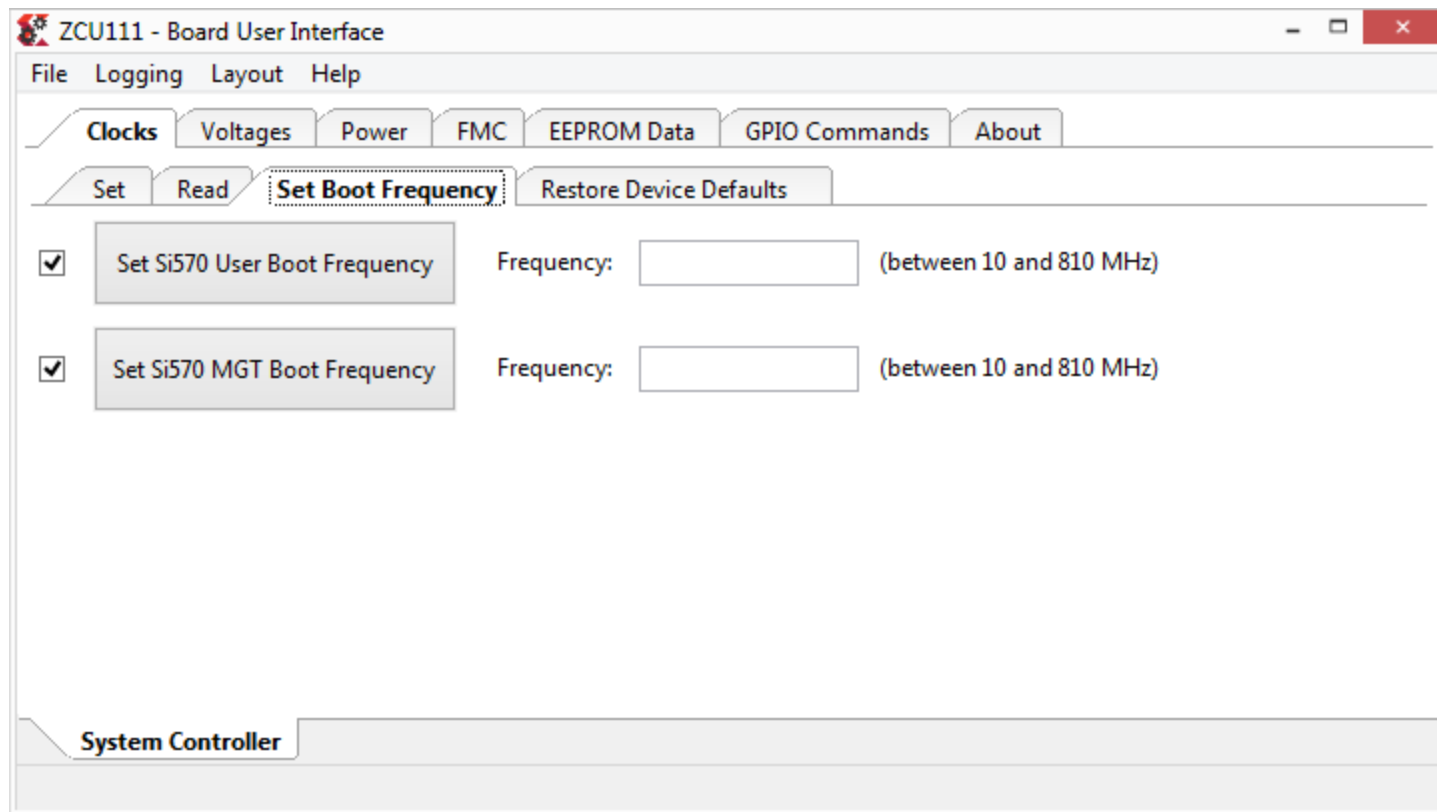 ZCU111 - Board User Interface
File Logging Layout Help
Clocks Voltages Power FMC EEPROM Data GPIO Commands About
Set Read Set Boot Frequency Restore Device Defaults
Set Si570 User Boot Frequency Frequency: (between 10 and 810 MHz)
Set Si570 MGT Boot Frequency Frequency: (between 10 and 810 MHz)
System Controller